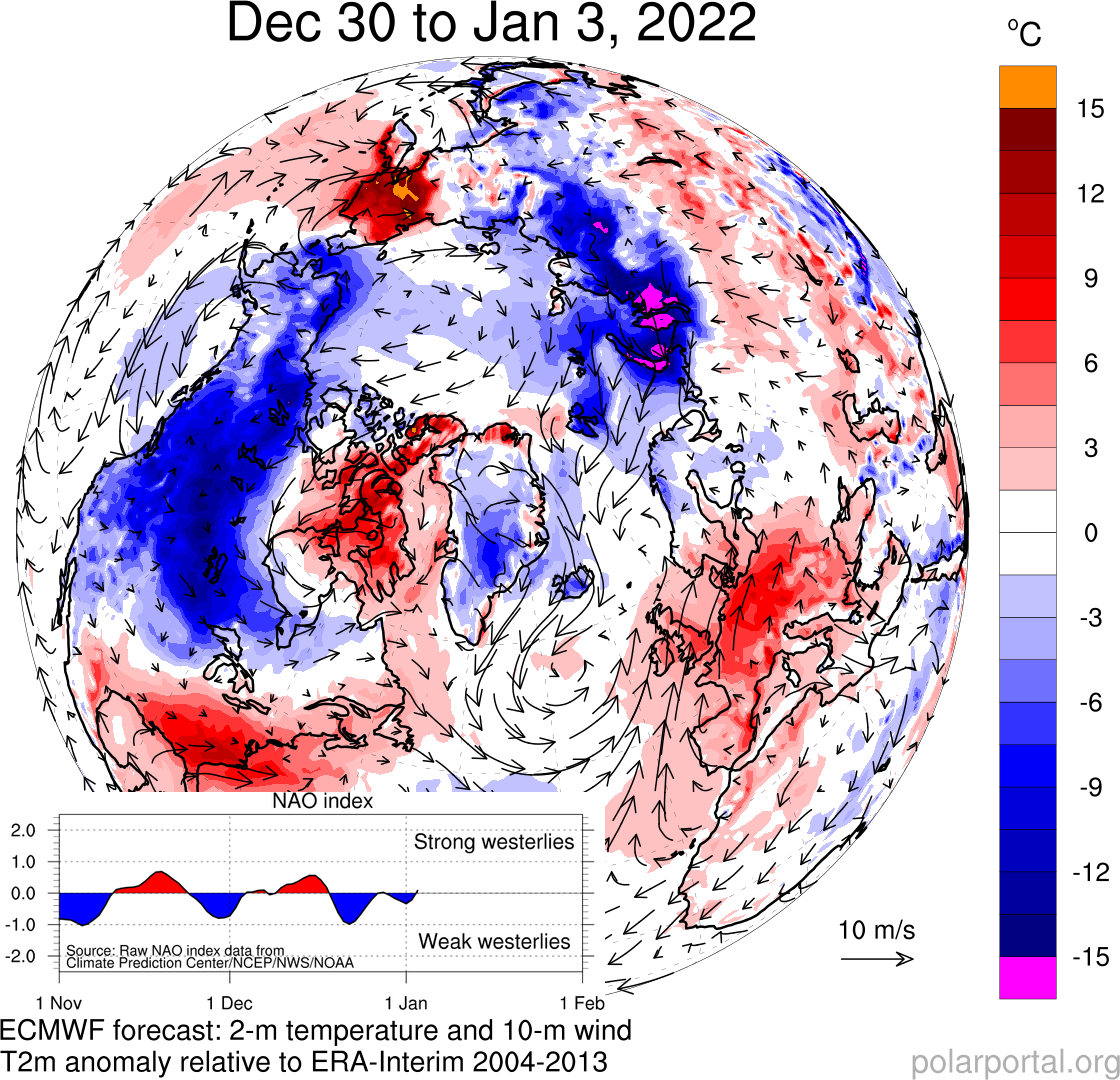 Dec 30 to Jan 3, 2022
°C
15
12
9
6
3
0
-3
-6
-9
-12
-15
NAO index
2.0
1.0
0.0
-1.0
-2.0
Strong westerlies
Weak westerlies
Source: Raw NAO index data from
Climate Prediction Center/NCEP/NWS/NOAA
1 Nov 1 Dec 1 Jan 1 Feb
10 m/s
ECMWF forecast: 2-m temperature and 10-m wind
T2m anomaly relative to ERA-Interim 2004-2013
polarportal.org